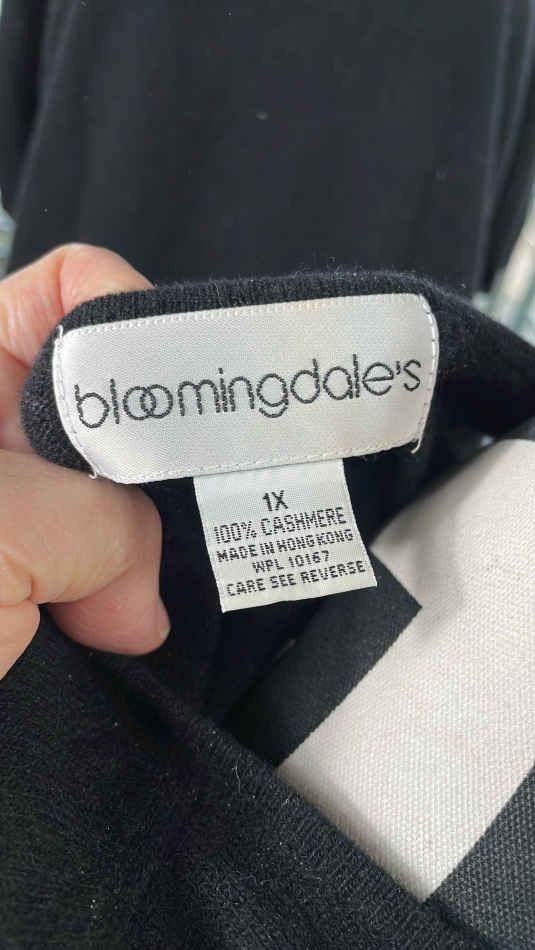 bloomingdale's
1X
100% CASHMERE
MADE IN HONG KONG
WPL 10167
CARE SEE REVERSE